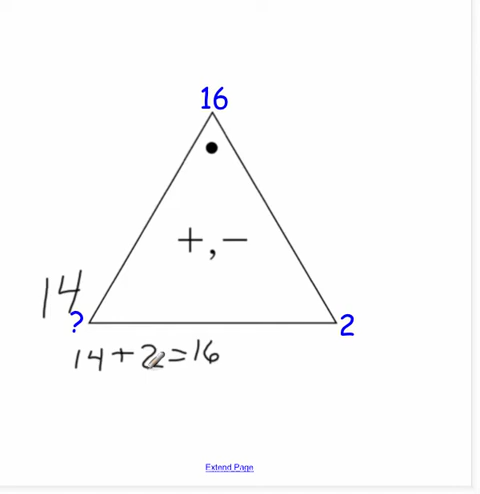 16
+, −
14
? 2
14 + 2 = 16
Extend Page